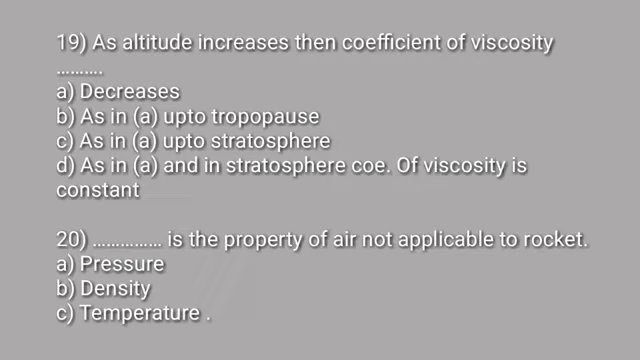 19) As altitude increases then coefficient of viscosity
..........
a) Decreases
b) As in (a) upto tropopause
c) As in (a) upto stratosphere
d) As in (a) and in stratosphere coe. Of viscosity is
constant
20) ............... is the property of air not applicable to rocket.
a) Pressure
b) Density
c) Temperature .